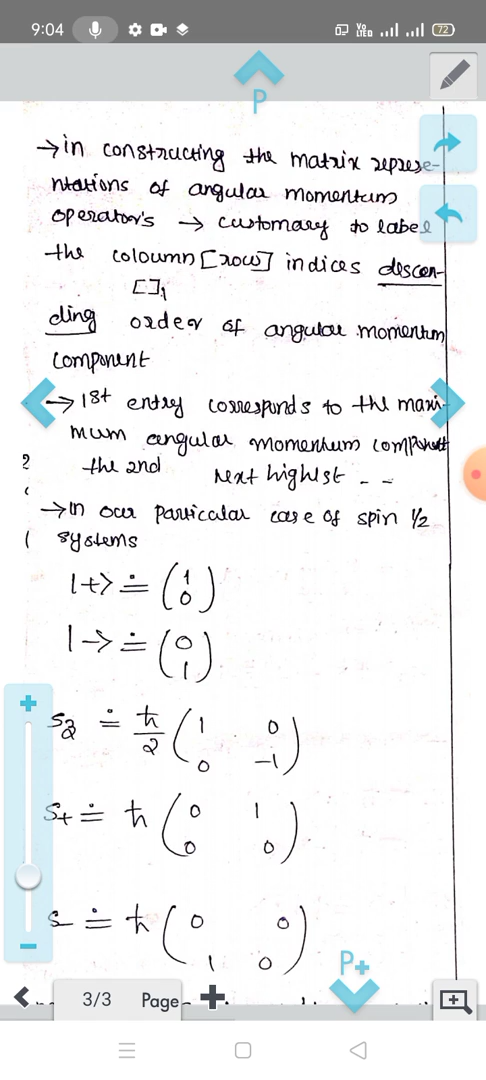 9:04
Vo LTE
72
P
→ in constructing the matrix represe-
ntations of angular momentum
operator's → customary to label
the coloumn [row] indices descen-
[ ],
ding order of angular momentum
component
→ 1st entry corresponds to the maxi-
mum angular momentum component
the 2nd next highest - -
→ In our particular case of spin 1/2
systems
|+> ≐ (1 0)
|-> ≐ (0 1)
Sz ≐ ħ/2 (1 0 0 -1)
S+ ≐ ħ (0 1 0 0)
S- ≐ ħ (0 0 1 0)
P+
3/3 Page